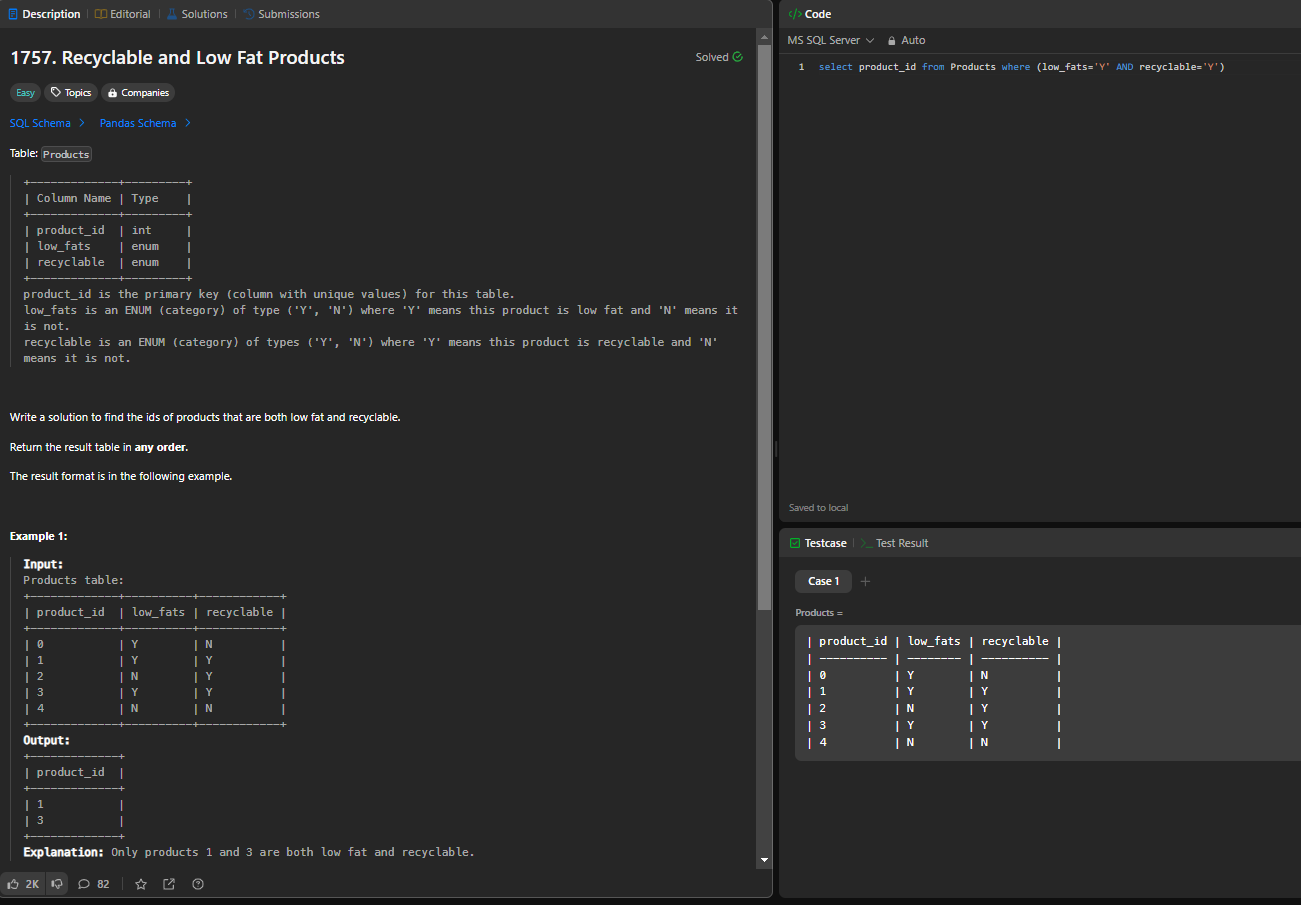 Description | Editorial | Solutions | Submissions
1757. Recyclable and Low Fat Products
Solved
Easy Topics Companies
SQL Schema > Pandas Schema >
Table: Products
+-------------+---------+
| Column Name | Type    |
+-------------+---------+
| product_id  | int     |
| low_fats    | enum    |
| recyclable  | enum    |
+-------------+---------+
product_id is the primary key (column with unique values) for this table.
low_fats is an ENUM (category) of type ('Y', 'N') where 'Y' means this product is low fat and 'N' means it
is not.
recyclable is an ENUM (category) of types ('Y', 'N') where 'Y' means this product is recyclable and 'N'
means it is not.
Write a solution to find the ids of products that are both low fat and recyclable.
Return the result table in any order.
The result format is in the following example.
Example 1:
Input:
Products table:
+-------------+----------+------------+
| product_id  | low_fats | recyclable |
+-------------+----------+------------+
| 0           | Y        | N          |
| 1           | Y        | Y          |
| 2           | N        | Y          |
| 3           | Y        | Y          |
| 4           | N        | N          |
+-------------+----------+------------+
Output:
+-------------+
| product_id  |
+-------------+
| 1           |
| 3           |
+-------------+
Explanation: Only products 1 and 3 are both low fat and recyclable.
2K 82
</> Code
MS SQL Server Auto
1 select product_id from Products where (low_fats='Y' AND recyclable='Y')
Saved to local
Testcase | >_ Test Result
Case 1 +
Products =
| product_id | low_fats | recyclable |
| ---------- | -------- | ---------- |
| 0          | Y        | N          |
| 1          | Y        | Y          |
| 2          | N        | Y          |
| 3          | Y        | Y          |
| 4          | N        | N          |